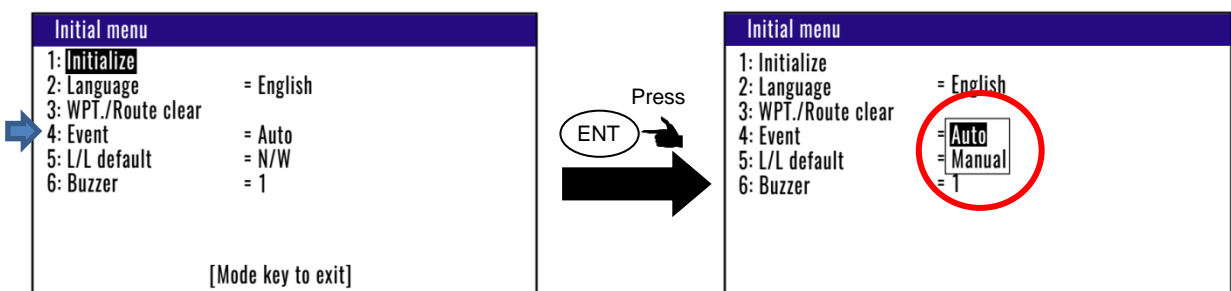 Initial menu
1: Initialize
2: Language = English
3: WPT./Route clear
4: Event = Auto
5: L/L default = N/W
6: Buzzer = 1
[Mode key to exit]
Press
ENT
Initial menu
1: Initialize
2: Language = English
3: WPT./Route clear
4: Event = Auto
5: L/L default = Manual
6: Buzzer = 1